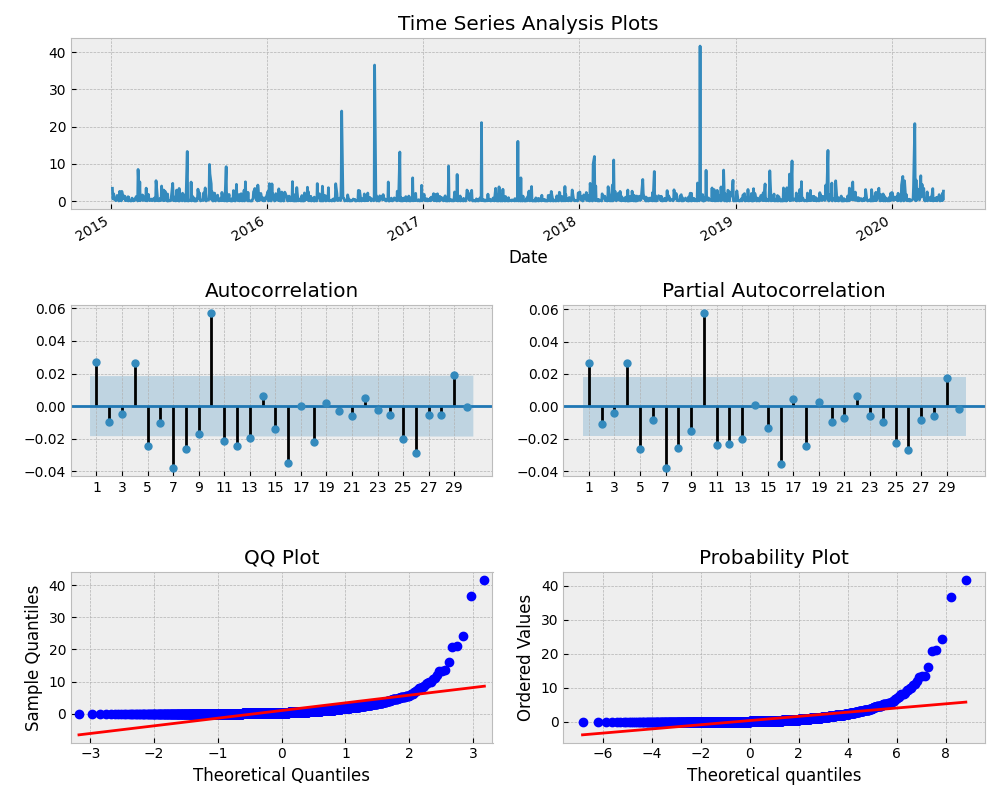 Time Series Analysis Plots
40
30
20
10
0
2015 2016 2017 2018 2019 2020
Date
Autocorrelation
0.06
0.04
0.02
0.00
−0.02
−0.04
1 3 5 7 9 11 13 15 17 19 21 23 25 27 29
Partial Autocorrelation
0.06
0.04
0.02
0.00
−0.02
−0.04
1 3 5 7 9 11 13 15 17 19 21 23 25 27 29
QQ Plot
Sample Quantiles
40
30
20
10
0
−3 −2 −1 0 1 2 3
Theoretical Quantiles
Probability Plot
Ordered Values
40
30
20
10
0
−6 −4 −2 0 2 4 6 8
Theoretical quantiles